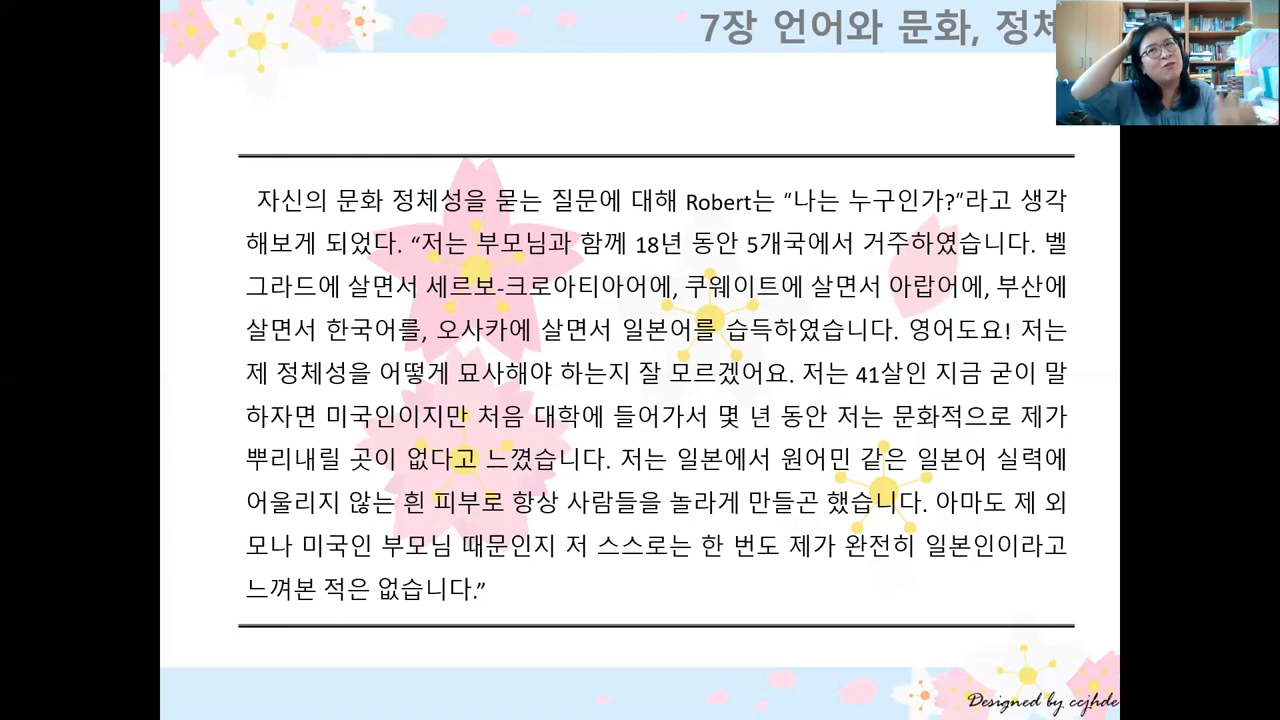 7장 언어와 문화, 정체
자신의 문화 정체성을 묻는 질문에 대해 Robert는 “나는 누구인가?”라고 생각
해보게 되었다. “저는 부모님과 함께 18년 동안 5개국에서 거주하였습니다. 벨
그라드에 살면서 세르보-크로아티아어에, 쿠웨이트에 살면서 아랍어에, 부산에
살면서 한국어를, 오사카에 살면서 일본어를 습득하였습니다. 영어도요! 저는
제 정체성을 어떻게 묘사해야 하는지 잘 모르겠어요. 저는 41살인 지금 굳이 말
하자면 미국인이지만 처음 대학에 들어가서 몇 년 동안 저는 문화적으로 제가
뿌리내릴 곳이 없다고 느꼈습니다. 저는 일본에서 원어민 같은 일본어 실력에
어울리지 않는 흰 피부로 항상 사람들을 놀라게 만들곤 했습니다. 아마도 제 외
모나 미국인 부모님 때문인지 저 스스로는 한 번도 제가 완전히 일본인이라고
느껴본 적은 없습니다.”
Designed by ccjhde